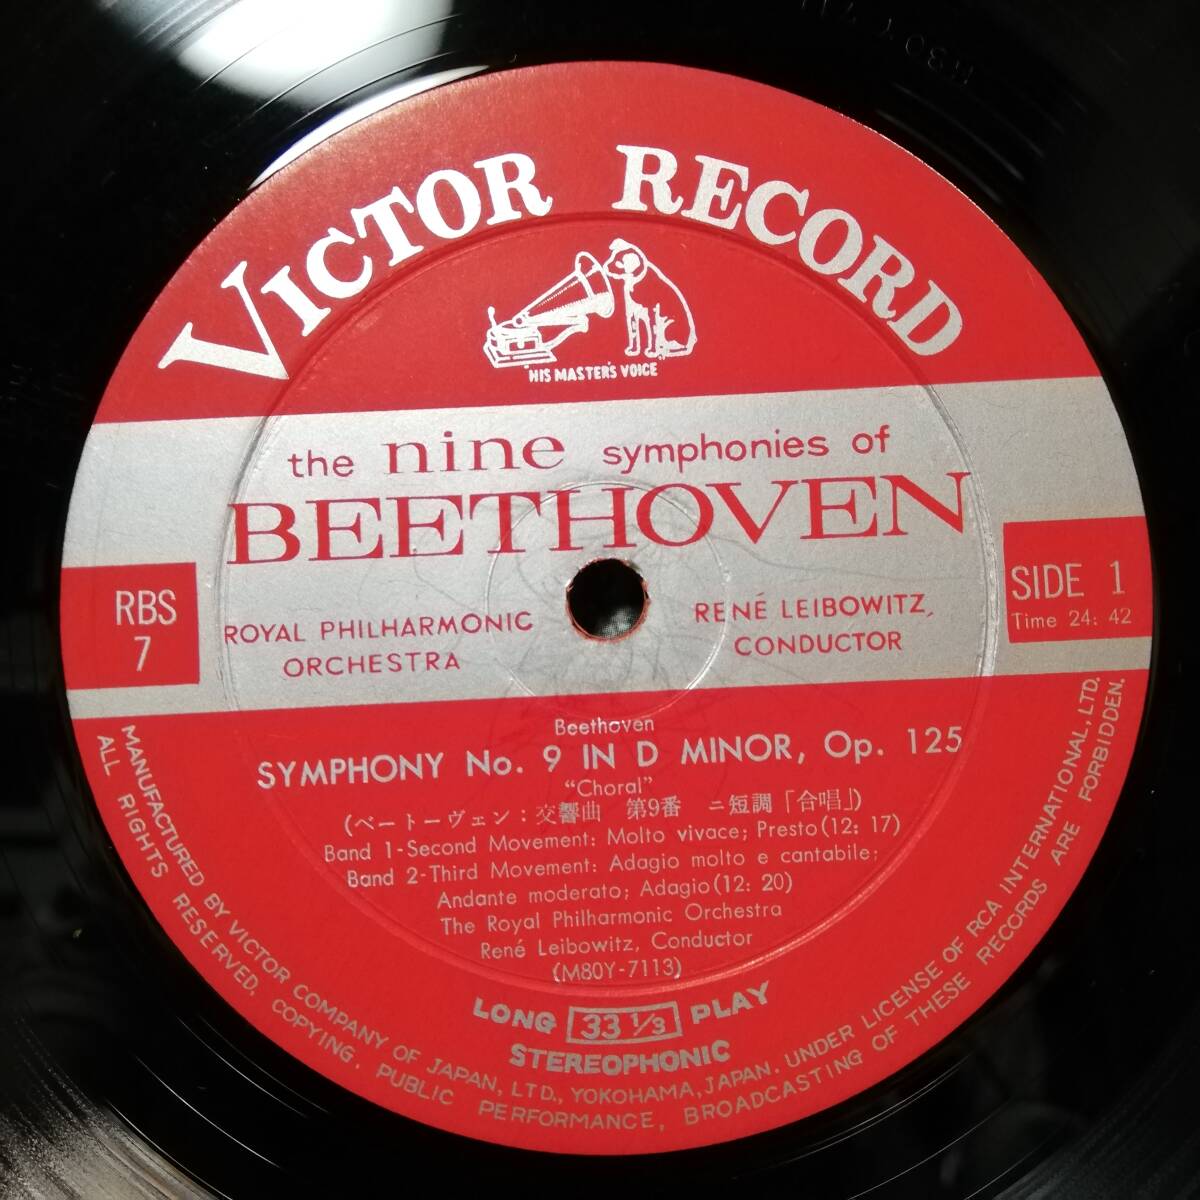 VICTOR RECORD
HIS MASTER'S VOICE
the nine symphonies of
BEETHOVEN
RBS
7
ROYAL PHILHARMONIC
ORCHESTRA
RENÉ LEIBOWITZ,
CONDUCTOR
SIDE 1
Time 24: 42
Beethoven
SYMPHONY No. 9 IN D MINOR, Op. 125
"Choral"
(ベートーヴェン：交響曲 第9番 ニ短調「合唱」)
Band 1-Second Movement: Molto vivace; Presto(12: 17)
Band 2-Third Movement: Adagio molto e cantabile;
Andante moderato; Adagio(12: 20)
The Royal Philharmonic Orchestra
René Leibowitz, Conductor
(M80Y-7113)
LONG 33 1/3 PLAY
STEREOPHONIC
MANUFACTURED BY VICTOR COMPANY OF JAPAN, LTD., YOKOHAMA, JAPAN. UNDER LICENSE OF RCA INTERNATIONAL, LTD.
ALL RIGHTS RESERVED, COPYING, PUBLIC PERFORMANCE, BROADCASTING OF THESE RECORDS ARE FORBIDDEN.